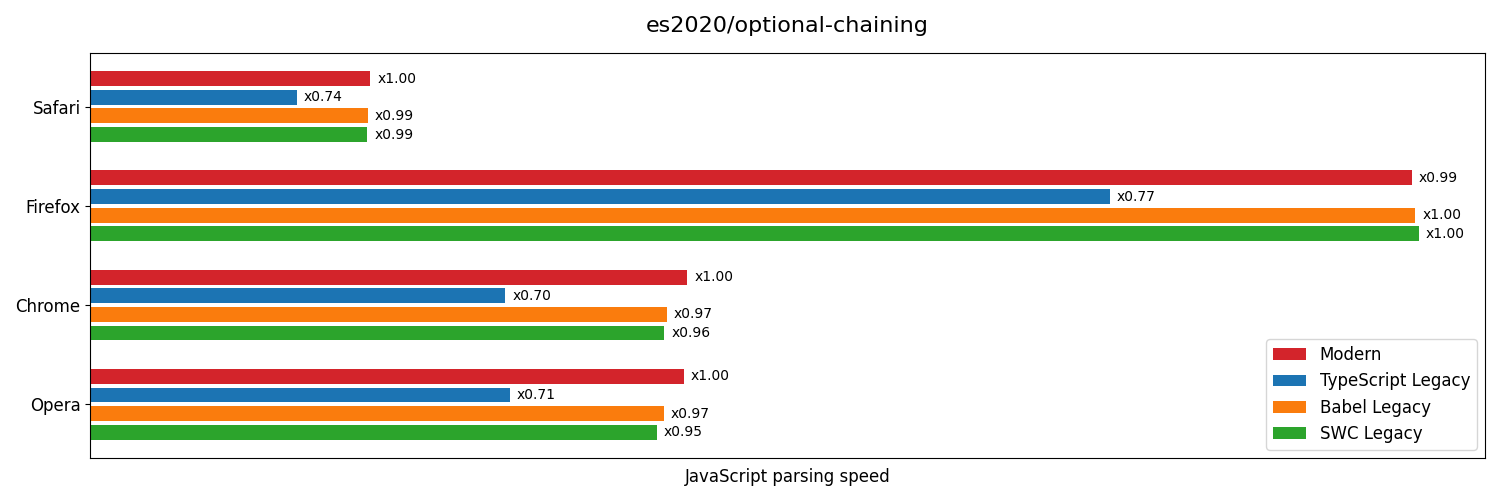 es2020/optional-chaining
Safari
x1.00
x0.74
x0.99
x0.99
Firefox
x0.99
x0.77
x1.00
x1.00
Chrome
x1.00
x0.70
x0.97
x0.96
Opera
x1.00
x0.71
x0.97
x0.95
Modern
TypeScript Legacy
Babel Legacy
SWC Legacy
JavaScript parsing speed